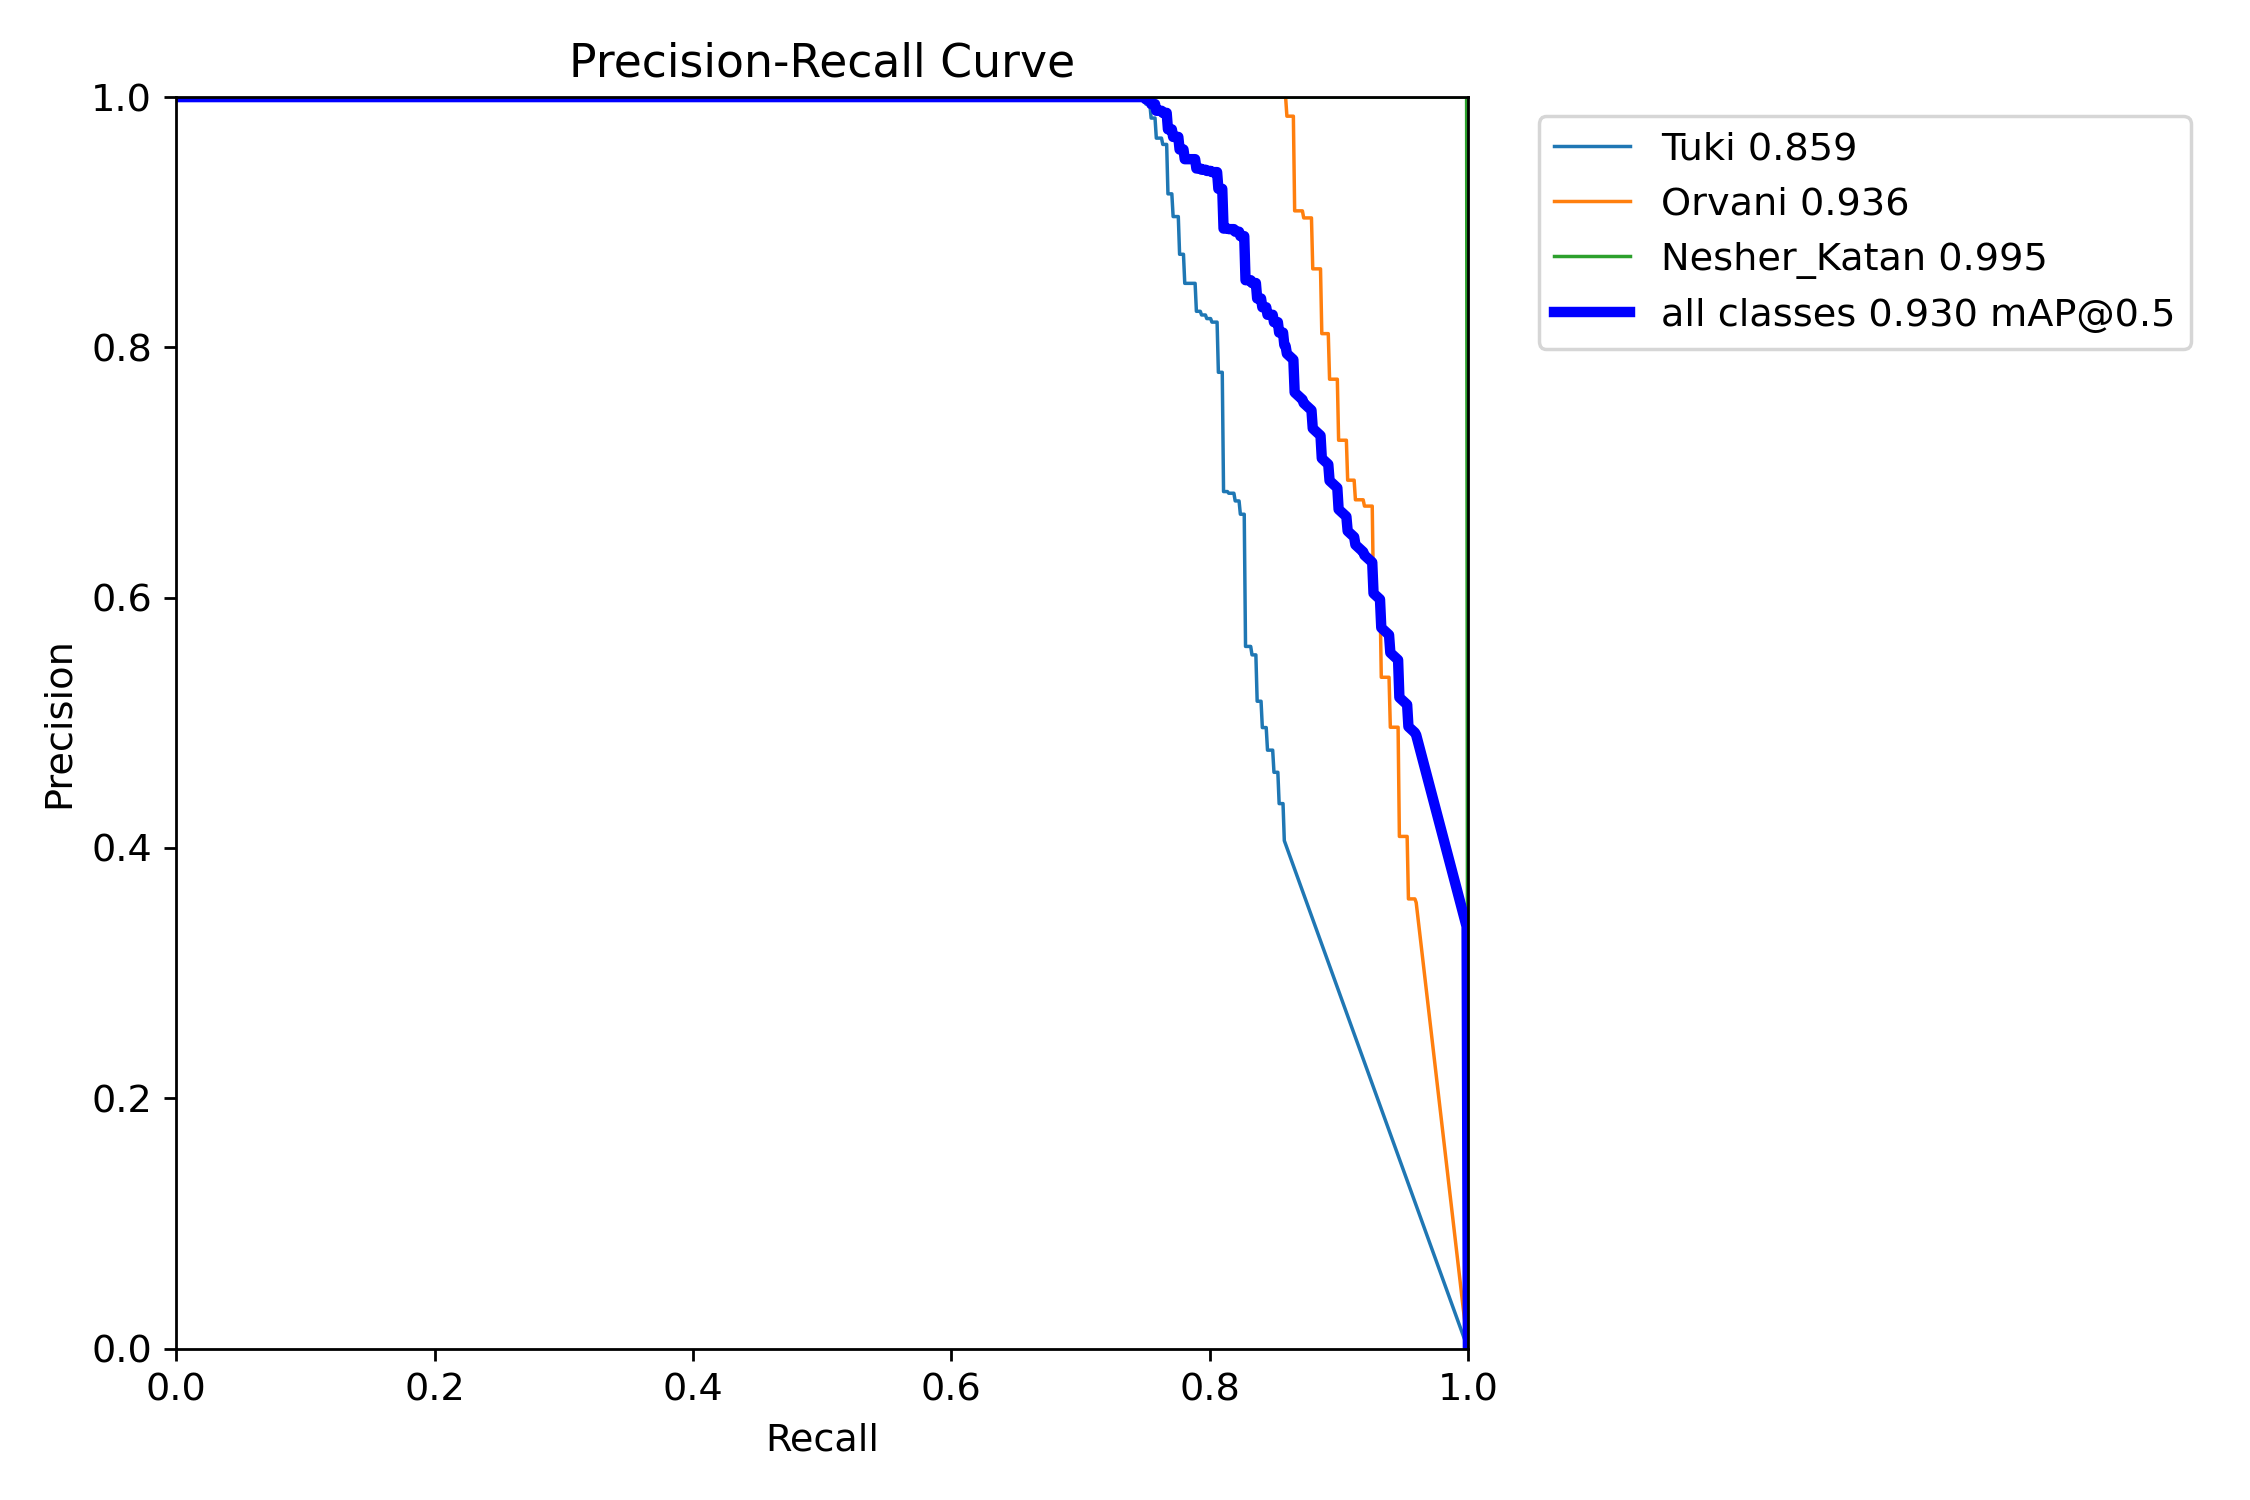 Precision-Recall Curve
1.0
0.8
0.6
0.4
0.2
0.0
Precision
0.0 0.2 0.4 0.6 0.8 1.0
Recall
Tuki 0.859
Orvani 0.936
Nesher_Katan 0.995
all classes 0.930 mAP@0.5